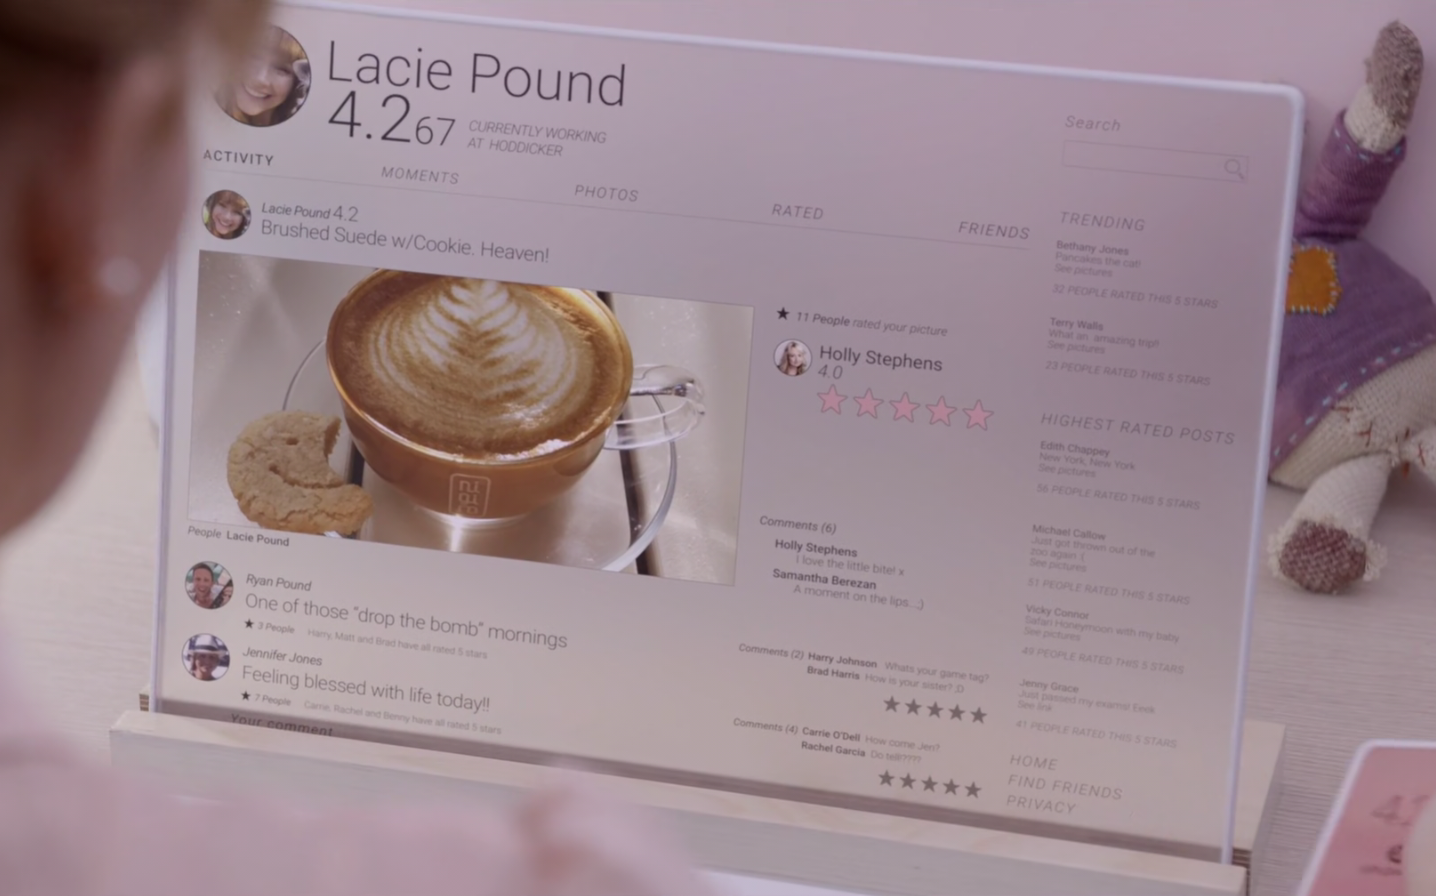 Lacie Pound
4.267
CURRENTLY WORKING
AT HODDICKER
ACTIVITY
MOMENTS
PHOTOS
RATED
FRIENDS
Lacie Pound 4.2
Brushed Suede w/Cookie. Heaven!
People Lacie Pound
★ 11 People rated your picture
Holly Stephens
4.0
Comments (6)
Holly Stephens
I love the little bite! x
Samantha Berezan
A moment on the lips...;)
Ryan Pound
One of those "drop the bomb" mornings
★ 3 People Harry, Matt and Brad have all rated 5 stars
Comments (2) Harry Johnson Whats your game tag?
Brad Harris How is your sister? :D
Jennifer Jones
Feeling blessed with life today!!
★ 7 People Carrie, Rachel and Benny have all rated 5 stars
Comments (4) Carrie O'Dell How come Jen?
Rachel Garcia Do tell????
Your comment
Search
TRENDING
Bethany Jones
Pancakes the cat!
See pictures
32 PEOPLE RATED THIS 5 STARS
Terry Walls
What an amazing trip!!
See pictures
23 PEOPLE RATED THIS 5 STARS
HIGHEST RATED POSTS
Edith Chappey
New York, New York
See pictures
56 PEOPLE RATED THIS 5 STARS
Michael Callow
Just got thrown out of the
zoo again :(
See pictures
51 PEOPLE RATED THIS 5 STARS
Vicky Connor
Safari Honeymoon with my baby
See pictures
49 PEOPLE RATED THIS 5 STARS
Jenny Grace
Just passed my exams! Eeek
See link
41 PEOPLE RATED THIS 5 STARS
HOME
FIND FRIENDS
PRIVACY